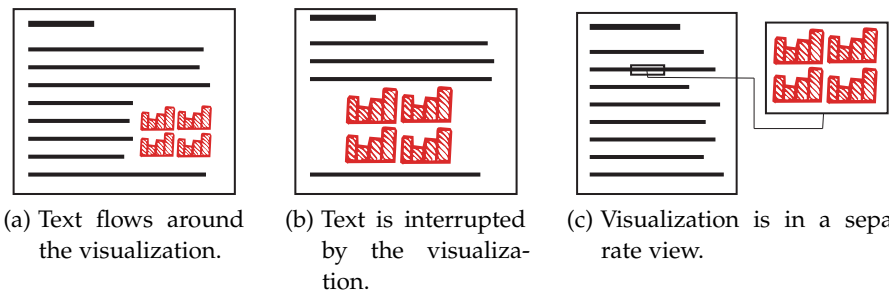 (a) Text flows around
the visualization.
(b) Text is interrupted
by the visualiza-
tion.
(c) Visualization is in a sepa
rate view.